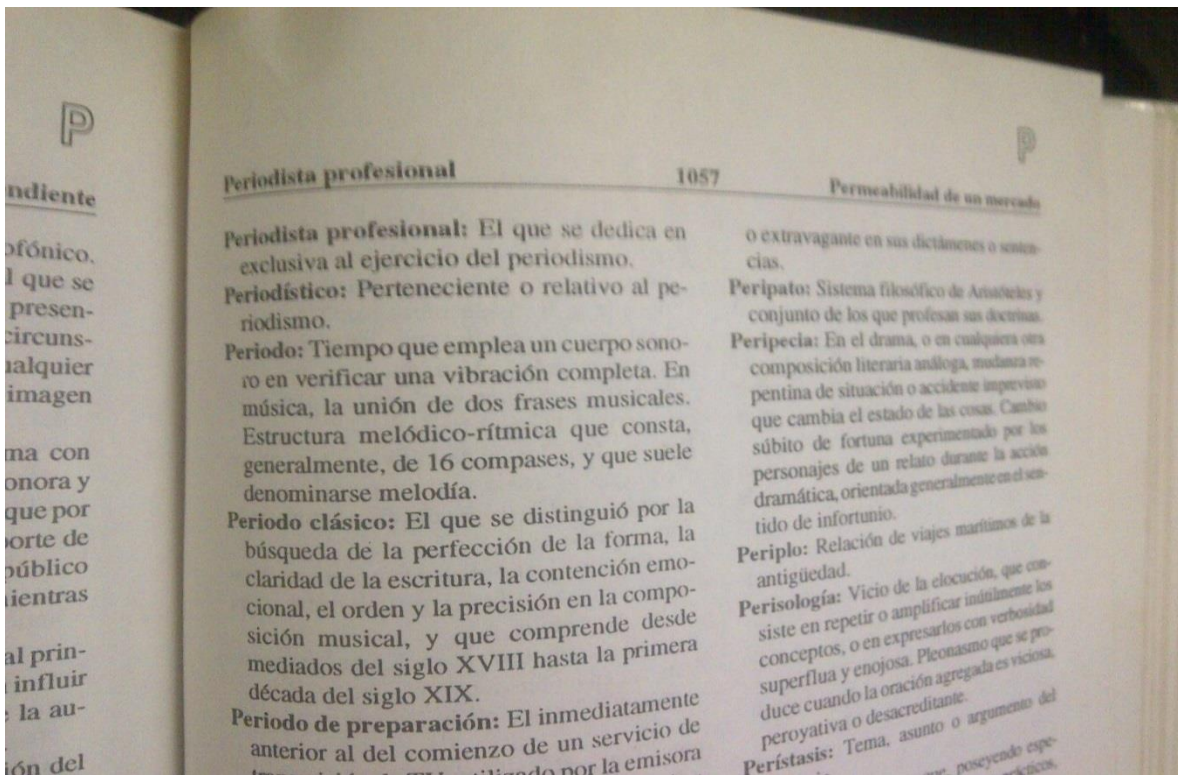 P
ndiente
ofónico.
l que se
presen-
circuns-
ualquier
imagen
ma con
onora y
que por
porte de
público
mientras
al prin-
influir
la au-
ión del
P
Periodista profesional 1057 Permeabilidad de un mercado
Periodista profesional: El que se dedica en
exclusiva al ejercicio del periodismo.
Periodístico: Perteneciente o relativo al pe-
riodismo.
Periodo: Tiempo que emplea un cuerpo sono-
ro en verificar una vibración completa. En
música, la unión de dos frases musicales.
Estructura melódico-rítmica que consta,
generalmente, de 16 compases, y que suele
denominarse melodía.
Periodo clásico: El que se distinguió por la
búsqueda de la perfección de la forma, la
claridad de la escritura, la contención emo-
cional, el orden y la precisión en la compo-
sición musical, y que comprende desde
mediados del siglo XVIII hasta la primera
década del siglo XIX.
Periodo de preparación: El inmediatamente
anterior al del comienzo de un servicio de
por la emisora
o extravagante en sus dictámenes o senten-
cias.
Peripato: Sistema filosófico de Aristóteles y
conjunto de los que profesan sus doctrinas.
Peripecia: En el drama, o en cualquiera otra
composición literaria análoga, mudanza re-
pentina de situación o accidente imprevisto
que cambia el estado de las cosas. Cambio
súbito de fortuna experimentado por los
personajes de un relato durante la acción
dramática, orientada generalmente en el sen-
tido de infortunio.
Periplo: Relación de viajes marítimos de la
antigüedad.
Perisología: Vicio de la elocución, que con-
siste en repetir o amplificar inútilmente los
conceptos, o en expresarlos con verbosidad
superflua y enojosa. Pleonasmo que se pro-
duce cuando la oración agregada es viciosa,
peroyativa o desacreditante.
Perístasis: Tema, asunto o argumento del
poseyendo espe-